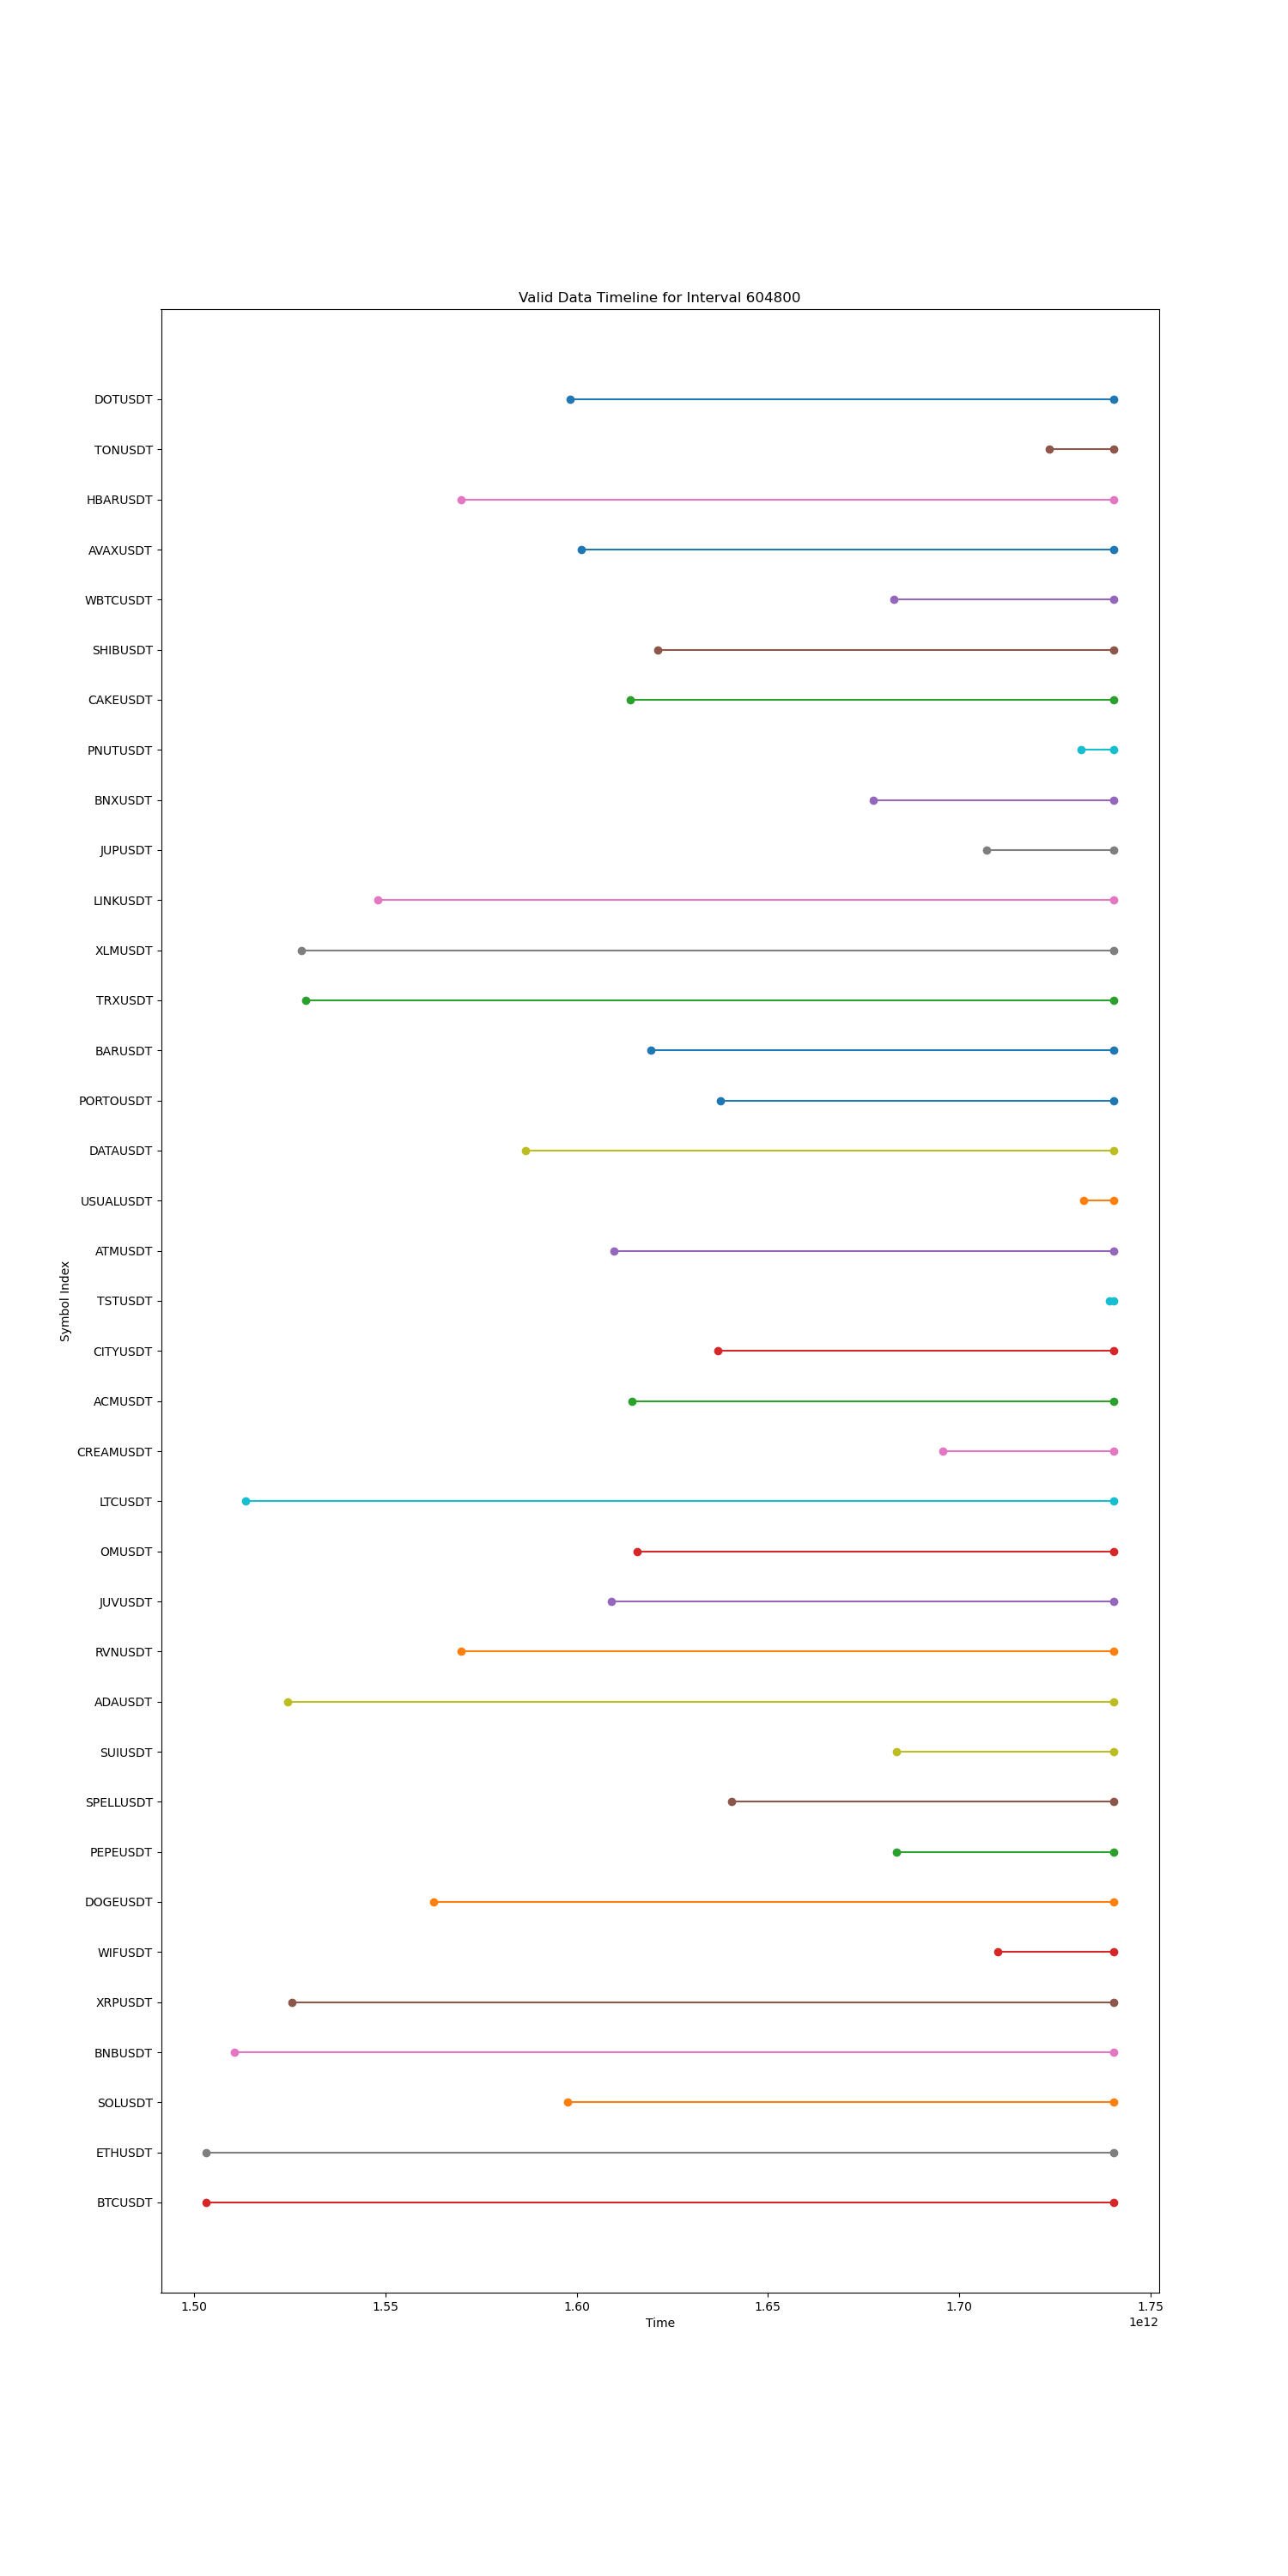 Valid Data Timeline for Interval 604800
DOTUSDT
TONUSDT
HBARUSDT
AVAXUSDT
WBTCUSDT
SHIBUSDT
CAKEUSDT
PNUTUSDT
BNXUSDT
JUPUSDT
LINKUSDT
XLMUSDT
TRXUSDT
BARUSDT
PORTOUSDT
DATAUSDT
USUALUSDT
ATMUSDT
Symbol Index
TSTUSDT
CITYUSDT
ACMUSDT
CREAMUSDT
LTCUSDT
OMUSDT
JUVUSDT
RVNUSDT
ADAUSDT
SUIUSDT
SPELLUSDT
PEPEUSDT
DOGEUSDT
WIFUSDT
XRPUSDT
BNBUSDT
SOLUSDT
ETHUSDT
BTCUSDT
1.50 1.55 1.60 1.65 1.70 1.75
Time
1e12